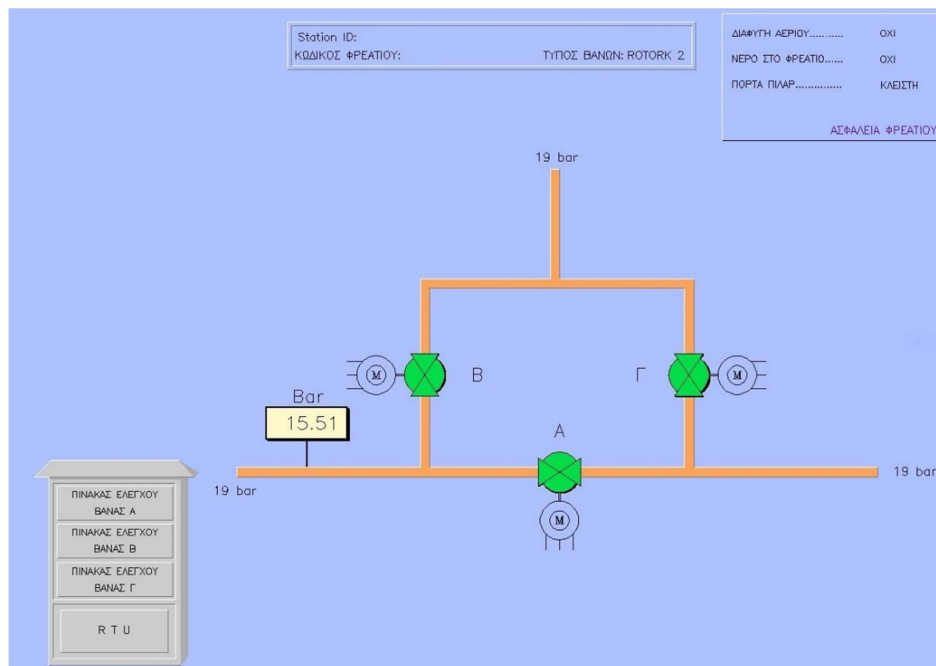 Station ID:
ΚΩΔΙΚΟΣ ΦΡΕΑΤΙΟΥ: ΤΥΠΟΣ ΒΑΝΩΝ: ROTORK 2
ΔΙΑΦΥΓΗ ΑΕΡΙΟΥ.......... ΟΧΙ
ΝΕΡΟ ΣΤΟ ΦΡΕΑΤΙΟ...... ΟΧΙ
ΠΟΡΤΑ ΠΙΛΑΡ.............. ΚΛΕΙΣΤΗ
ΑΣΦΑΛΕΙΑ ΦΡΕΑΤΙΟΥ
19 bar
M
B
Γ
M
Bar
15.51
A
19 bar
19 bar
M
ΠΙΝΑΚΑΣ ΕΛΕΓΧΟΥ
ΒΑΝΑΣ Α
ΠΙΝΑΚΑΣ ΕΛΕΓΧΟΥ
ΒΑΝΑΣ Β
ΠΙΝΑΚΑΣ ΕΛΕΓΧΟΥ
ΒΑΝΑΣ Γ
R T U